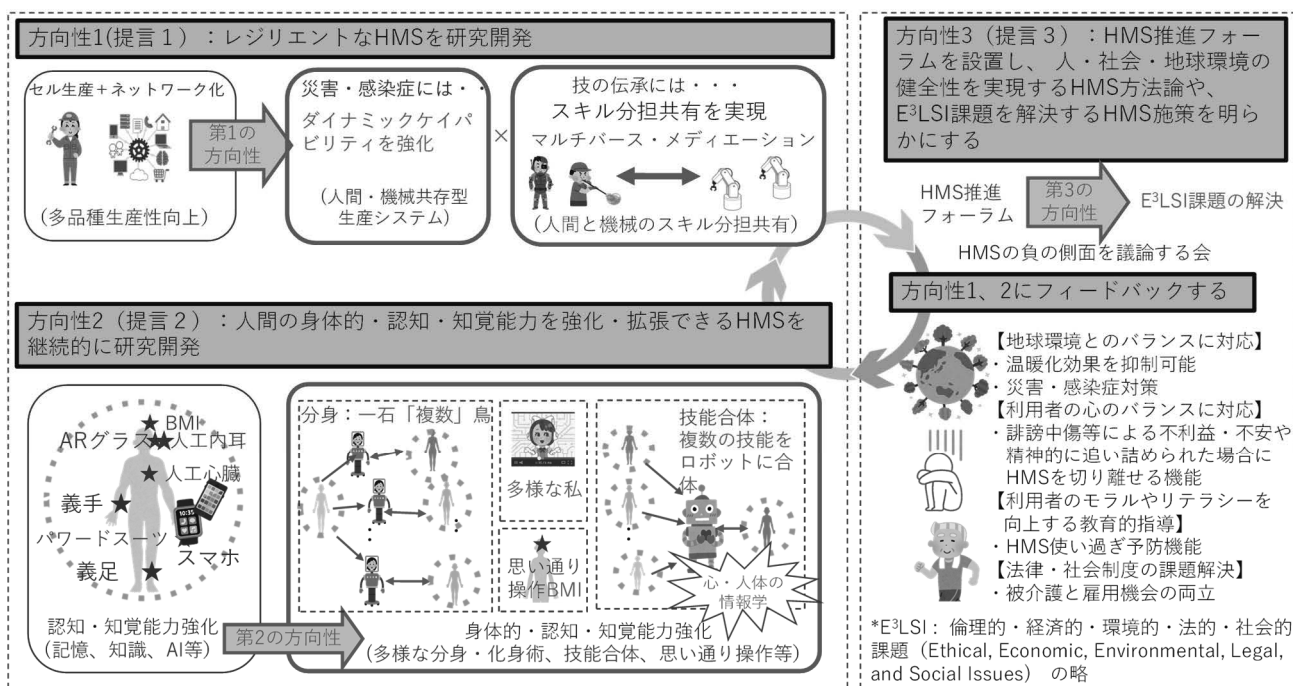 方向性1(提言１）：レジリエントなHMSを研究開発
セル生産＋ネットワーク化
(多品種生産性向上)
第1の
方向性
災害・感染症には・・
ダイナミックケイパ
ビリティを強化
(人間・機械共存型
生産システム)
×
技の伝承には・・・
スキル分担共有を実現
マルチバース・メディエーション
(人間と機械のスキル分担共有)
方向性2（提言２）：人間の身体的・認知・知覚能力を強化・拡張できるHMSを
継続的に研究開発
BMI
ARグラス
人工内耳
人工心臓
義手
パワードスーツ
スマホ
義足
10:35
認知・知覚能力強化
(記憶、知識、AI等)
第2の方向性
分身：一石「複数」鳥
多様な私
思い通り
操作BMI
技能合体：
複数の技能を
ロボットに合
体
心・人体の
情報学
身体的・認知・知覚能力強化
(多様な分身・化身術、技能合体、思い通り操作等)
方向性3（提言３）：HMS推進フォー
ラムを設置し、人・社会・地球環境の
健全性を実現するHMS方法論や、
E³LSI課題を解決するHMS施策を明ら
かにする
HMS推進
フォーラム
第3の
方向性
E³LSI課題の解決
HMSの負の側面を議論する会
方向性1、2にフィードバックする
【地球環境とのバランスに対応】
・温暖化効果を抑制可能
・災害・感染症対策
【利用者の心のバランスに対応】
・誹謗中傷等による不利益・不安や
精神的に追い詰められた場合に
HMSを切り離せる機能
【利用者のモラルやリテラシーを
向上する教育的指導】
・HMS使い過ぎ予防機能
【法律・社会制度の課題解決】
・被介護と雇用機会の両立
*E³LSI：倫理的・経済的・環境的・法的・社会的
課題（Ethical, Economic, Environmental, Legal,
and Social Issues） の略